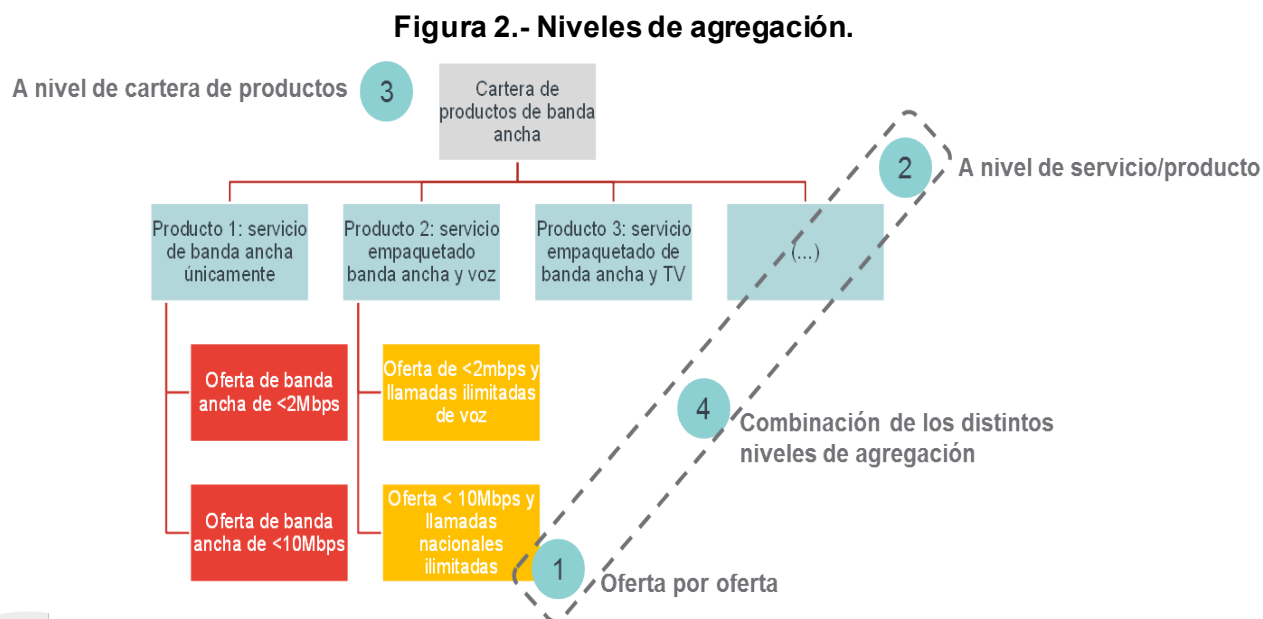 Figura 2.- Niveles de agregación.
A nivel de cartera de productos
3
Cartera de
productos de banda
ancha
2
A nivel de servicio/producto
Producto 1: servicio
de banda ancha
únicamente
Producto 2: servicio
empaquetado
banda ancha y voz
Producto 3: servicio
empaquetado de
banda ancha y TV
(...)
Oferta de banda
ancha de <2Mbps
Oferta de <2mbps y
llamadas ilimitadas
de voz
4
Combinación de los distintos
niveles de agregación
Oferta de banda
ancha de <10Mbps
Oferta < 10Mbps y
llamadas
nacionales
ilimitadas
1
Oferta por oferta